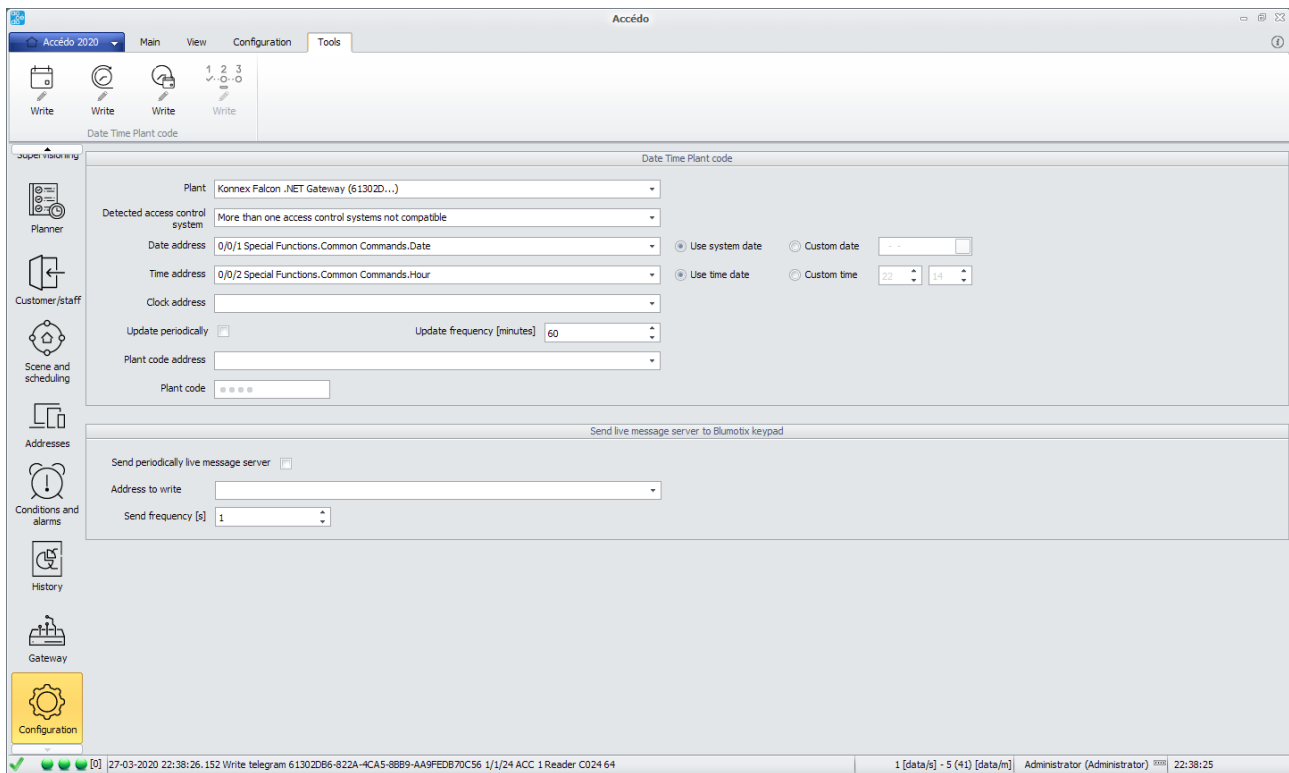 Accédo
Accédo 2020 Main View Configuration Tools
1 2 3
Write Write Write Write
Date Time Plant code
Supervisioning
Planner
Customer/staff
Scene and
scheduling
Addresses
Conditions and
alarms
History
Gateway
Configuration
Date Time Plant code
Plant Konnex Falcon .NET Gateway (61302D...)
Detected access control
system More than one access control systems not compatible
Date address 0/0/1 Special Functions.Common Commands.Date Use system date Custom date - -
Time address 0/0/2 Special Functions.Common Commands.Hour Use time date Custom time 22 14
Clock address
Update periodically Update frequency [minutes] 60
Plant code address
Plant code
Send live message server to Blumotix keypad
Send periodically live message server
Address to write
Send frequency [s] 1
[0] 27-03-2020 22:38:26.152 Write telegram 61302DB6-822A-4CA5-8BB9-AA9FEDB70C56 1/1/24 ACC 1 Reader C024 64 1 [data/s] - 5 (41) [data/m] Administrator (Administrator) 22:38:25